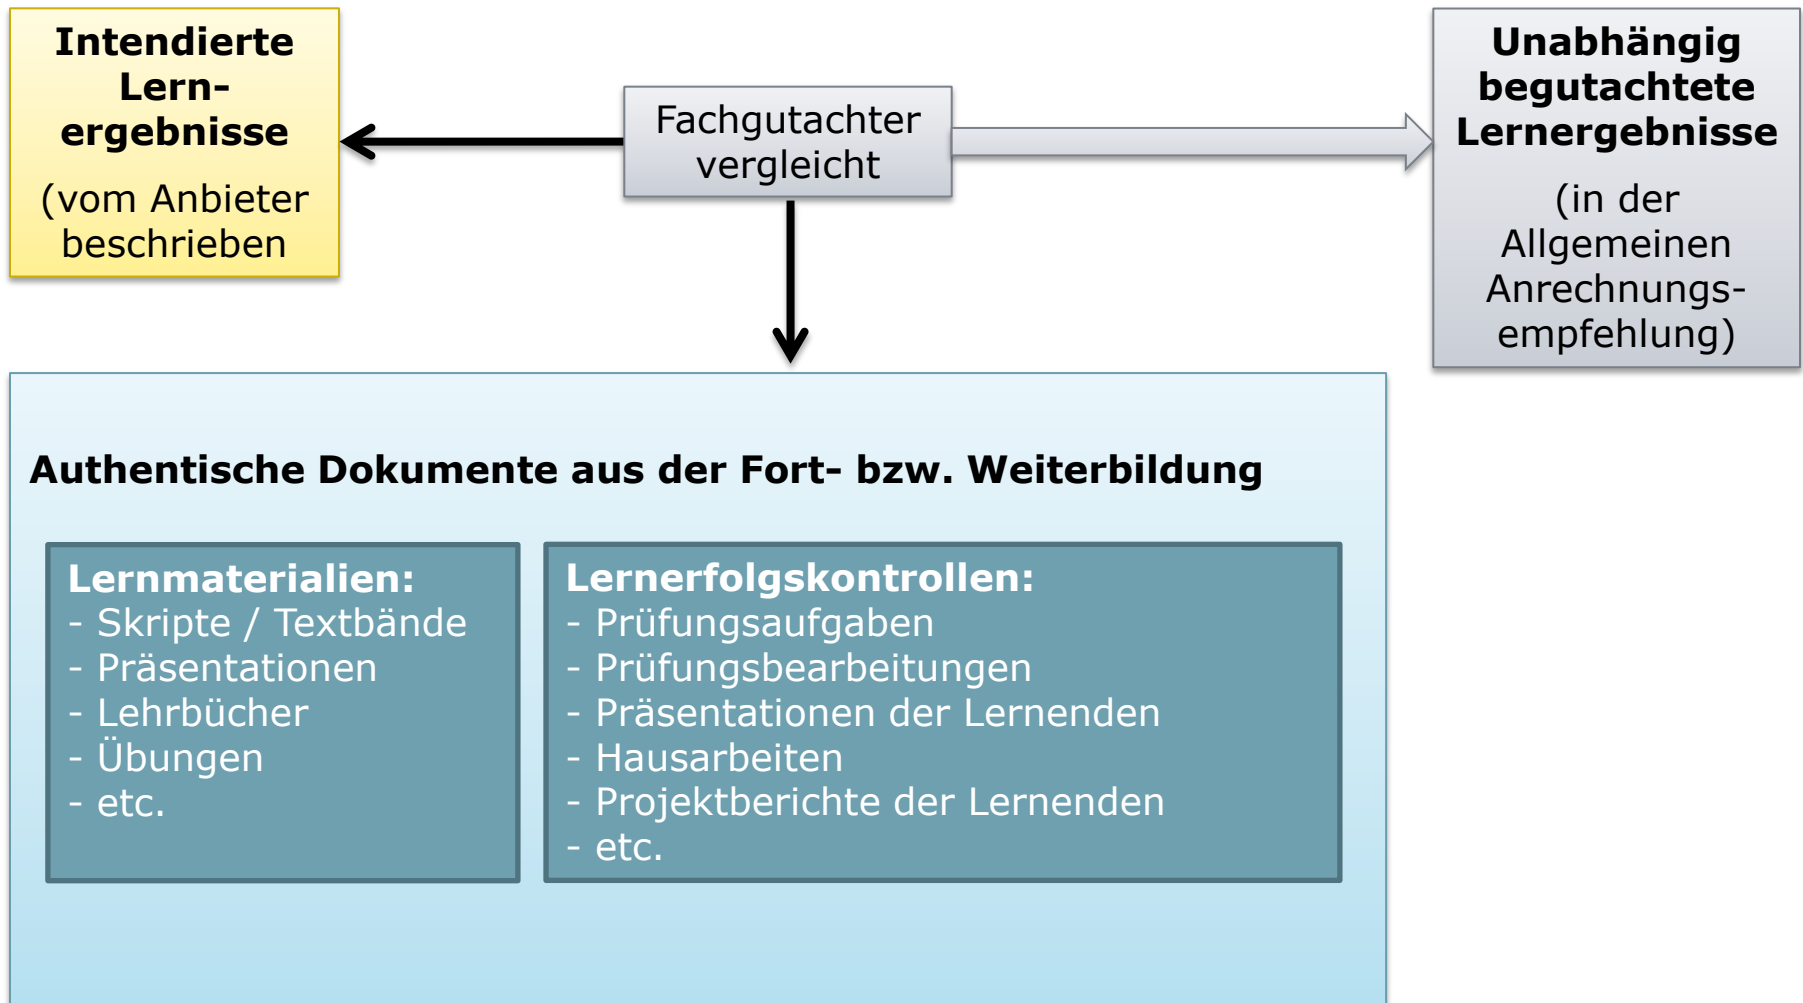 Intendierte
Lern-
ergebnisse
(vom Anbieter
beschrieben
Fachgutachter
vergleicht
Unabhängig
begutachtete
Lernergebnisse
(in der
Allgemeinen
Anrechnungs-
empfehlung)
Authentische Dokumente aus der Fort- bzw. Weiterbildung
Lernmaterialien:
- Skripte / Textbände
- Präsentationen
- Lehrbücher
- Übungen
- etc.
Lernerfolgskontrollen:
- Prüfungsaufgaben
- Prüfungsbearbeitungen
- Präsentationen der Lernenden
- Hausarbeiten
- Projektberichte der Lernenden
- etc.